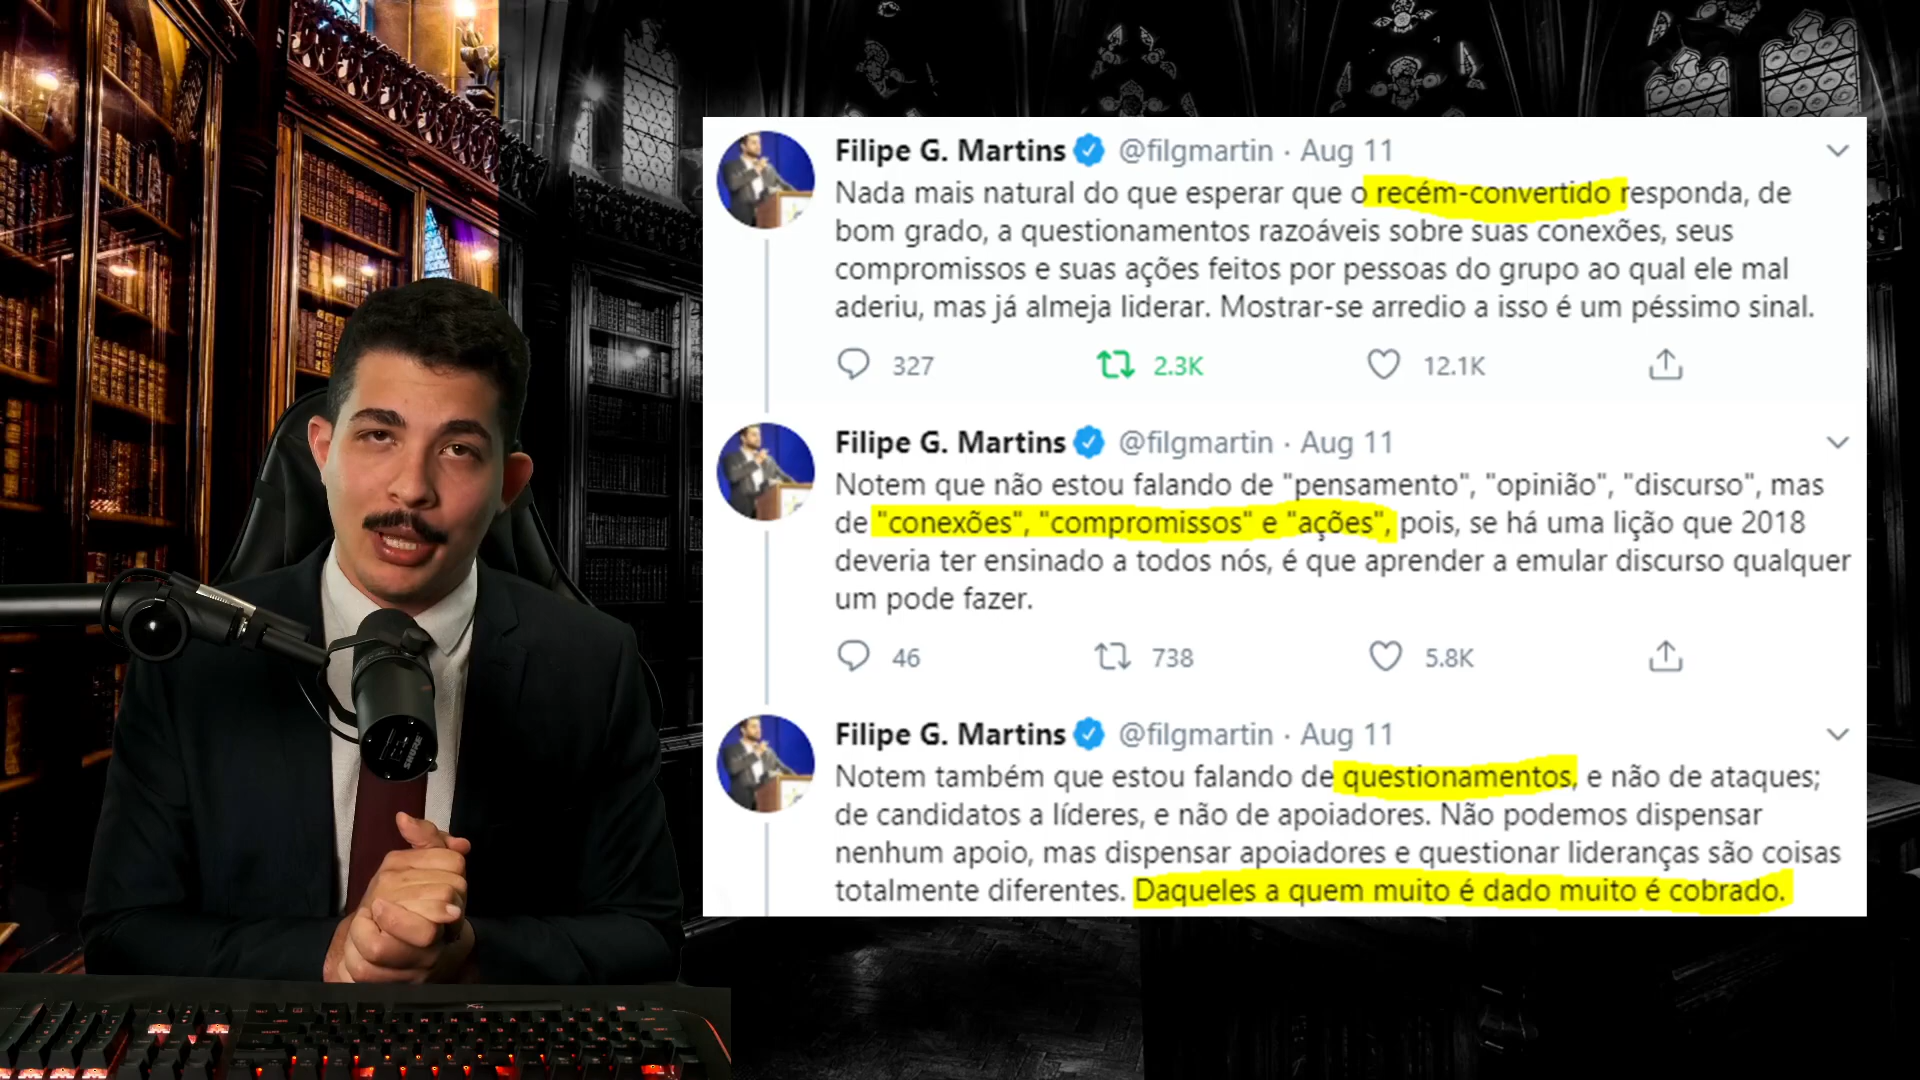 Filipe G. Martins @filgmartin · Aug 11
Nada mais natural do que esperar que o recém-convertido responda, de
bom grado, a questionamentos razoáveis sobre suas conexões, seus
compromissos e suas ações feitos por pessoas do grupo ao qual ele mal
aderiu, mas já almeja liderar. Mostrar-se arredio a isso é um péssimo sinal.
327 2.3K 12.1K
Filipe G. Martins @filgmartin · Aug 11
Notem que não estou falando de "pensamento", "opinião", "discurso", mas
de "conexões", "compromissos" e "ações", pois, se há uma lição que 2018
deveria ter ensinado a todos nós, é que aprender a emular discurso qualquer
um pode fazer.
46 738 5.8K
Filipe G. Martins @filgmartin · Aug 11
Notem também que estou falando de questionamentos, e não de ataques;
de candidatos a líderes, e não de apoiadores. Não podemos dispensar
nenhum apoio, mas dispensar apoiadores e questionar lideranças são coisas
totalmente diferentes. Daqueles a quem muito é dado muito é cobrado.
SHURE